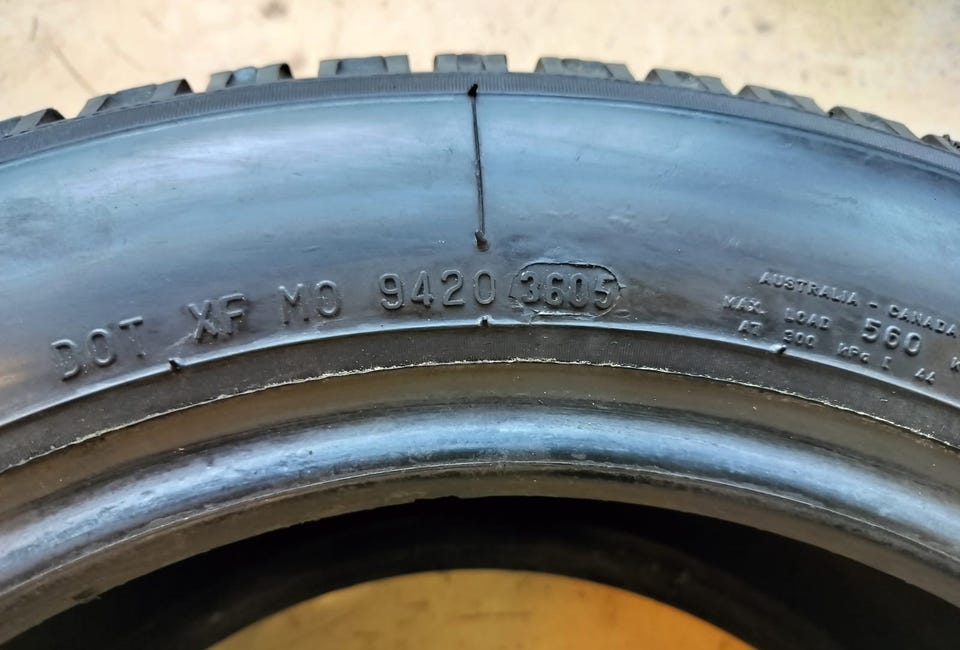 DOT XF MO 9420 3605
AUSTRALIA - CANADA
MAX. LOAD 560
AT 300 kPa